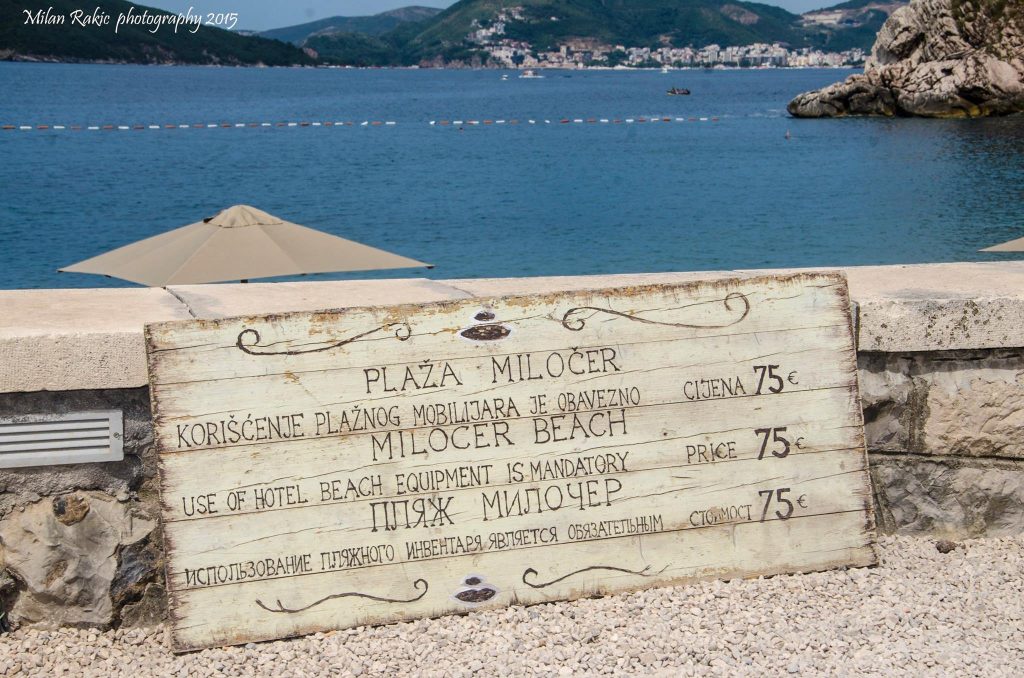 Milan Rakic photography 2015
PLAŽA MILOČER
KORIŠĆENJE PLAŽNOG MOBILIJARA JE OBAVEZNO CIJENA 75 €
MILOCER BEACH
USE OF HOTEL BEACH EQUIPMENT IS MANDATORY PRICE 75 €
ПЛЯЖ МИЛОЧЕР
ИСПОЛЬЗОВАНИЕ ПЛЯЖНОГО ИНВЕНТАРЯ ЯВЛЯЕТСЯ ОБЯЗАТЕЛЬНЫМ СТОИМОСТ 75 €